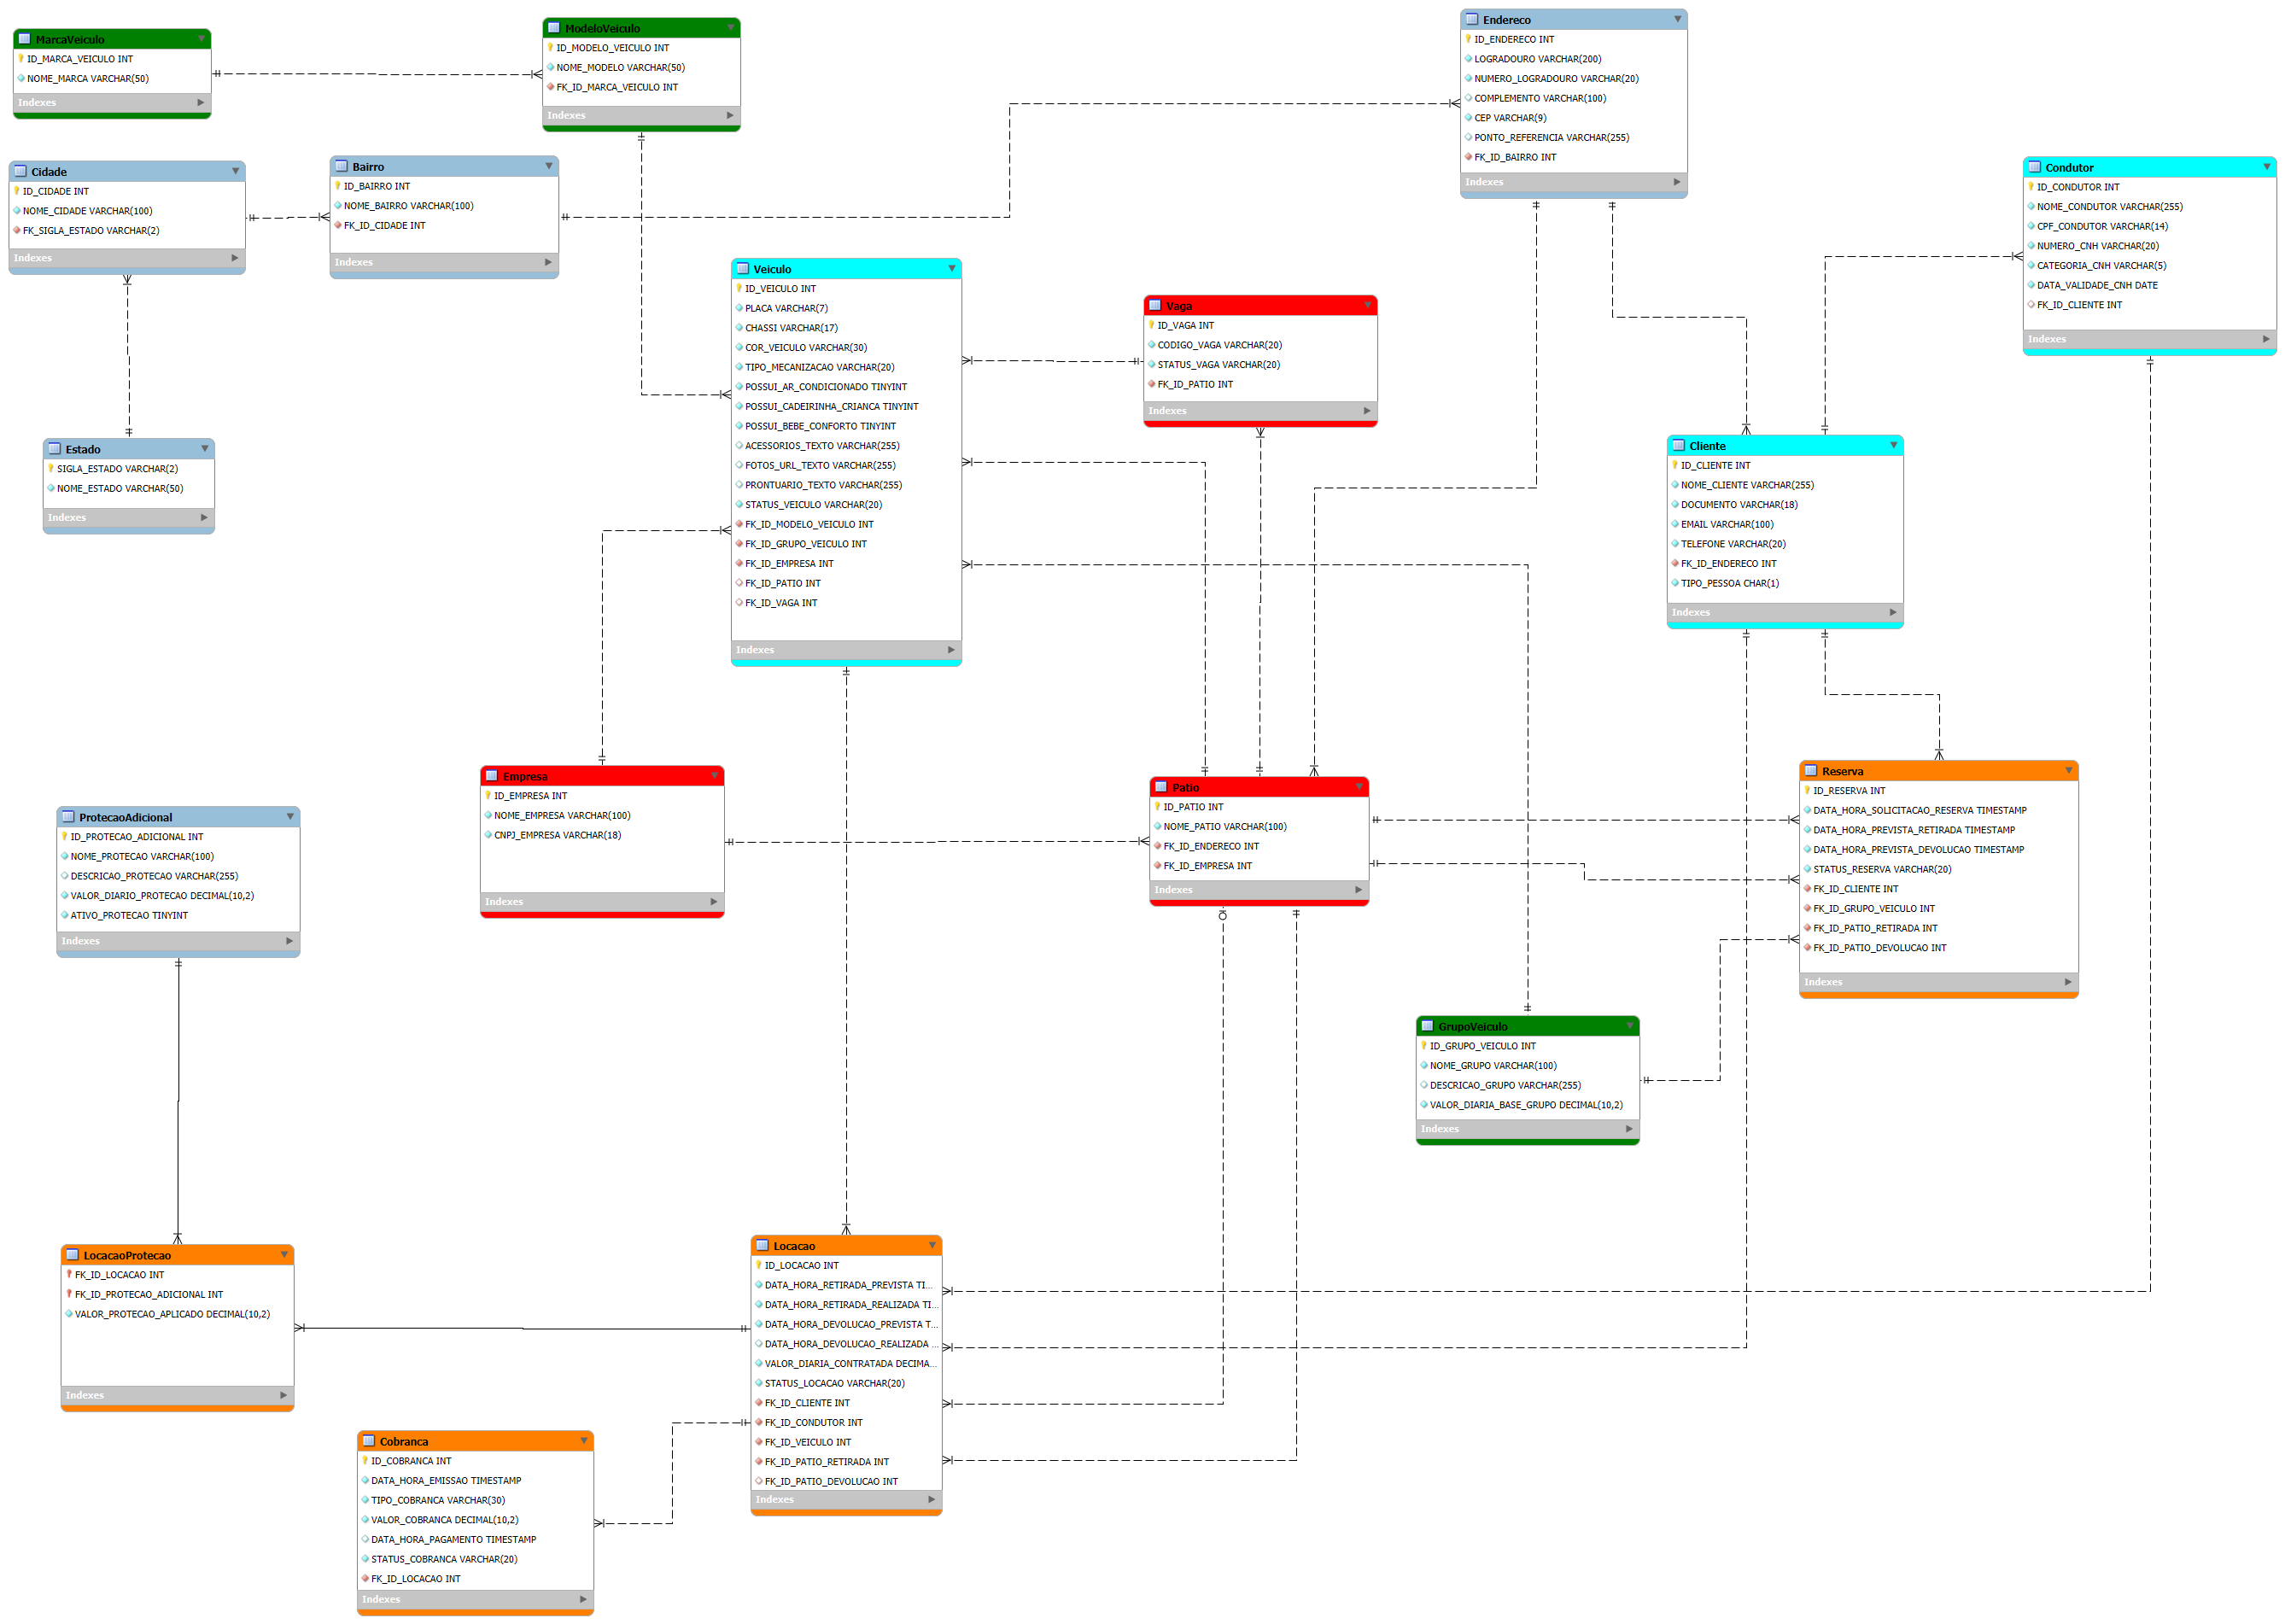 MarcaVeiculo
ID_MARCA_VEICULO INT
NOME_MARCA VARCHAR(50)
Indexes
ModeloVeiculo
ID_MODELO_VEICULO INT
NOME_MODELO VARCHAR(50)
FK_ID_MARCA_VEICULO INT
Indexes
Endereco
ID_ENDERECO INT
LOGRADOURO VARCHAR(200)
NUMERO_LOGRADOURO VARCHAR(20)
COMPLEMENTO VARCHAR(100)
CEP VARCHAR(9)
PONTO_REFERENCIA VARCHAR(255)
FK_ID_BAIRRO INT
Indexes
Cidade
ID_CIDADE INT
NOME_CIDADE VARCHAR(100)
FK_SIGLA_ESTADO VARCHAR(2)
Indexes
Bairro
ID_BAIRRO INT
NOME_BAIRRO VARCHAR(100)
FK_ID_CIDADE INT
Indexes
Condutor
ID_CONDUTOR INT
NOME_CONDUTOR VARCHAR(255)
CPF_CONDUTOR VARCHAR(14)
NUMERO_CNH VARCHAR(20)
CATEGORIA_CNH VARCHAR(5)
DATA_VALIDADE_CNH DATE
FK_ID_CLIENTE INT
Indexes
Veiculo
ID_VEICULO INT
PLACA VARCHAR(7)
CHASSI VARCHAR(17)
COR_VEICULO VARCHAR(30)
TIPO_MECANIZACAO VARCHAR(20)
POSSUI_AR_CONDICIONADO TINYINT
POSSUI_CADEIRINHA_CRIANCA TINYINT
POSSUI_BEBE_CONFORTO TINYINT
ACESSORIOS_TEXTO VARCHAR(255)
FOTOS_URL_TEXTO VARCHAR(255)
PRONTUARIO_TEXTO VARCHAR(255)
STATUS_VEICULO VARCHAR(20)
FK_ID_MODELO_VEICULO INT
FK_ID_GRUPO_VEICULO INT
FK_ID_EMPRESA INT
FK_ID_PATIO INT
FK_ID_VAGA INT
Indexes
Vaga
ID_VAGA INT
CODIGO_VAGA VARCHAR(20)
STATUS_VAGA VARCHAR(20)
FK_ID_PATIO INT
Indexes
Estado
SIGLA_ESTADO VARCHAR(2)
NOME_ESTADO VARCHAR(50)
Indexes
Cliente
ID_CLIENTE INT
NOME_CLIENTE VARCHAR(255)
DOCUMENTO VARCHAR(18)
EMAIL VARCHAR(100)
TELEFONE VARCHAR(20)
FK_ID_ENDERECO INT
TIPO_PESSOA CHAR(1)
Indexes
Empresa
ID_EMPRESA INT
NOME_EMPRESA VARCHAR(100)
CNPJ_EMPRESA VARCHAR(18)
Indexes
Patio
ID_PATIO INT
NOME_PATIO VARCHAR(100)
FK_ID_ENDERECO INT
FK_ID_EMPRESA INT
Indexes
Reserva
ID_RESERVA INT
DATA_HORA_SOLICITACAO_RESERVA TIMESTAMP
DATA_HORA_PREVISTA_RETIRADA TIMESTAMP
DATA_HORA_PREVISTA_DEVOLUCAO TIMESTAMP
STATUS_RESERVA VARCHAR(20)
FK_ID_CLIENTE INT
FK_ID_GRUPO_VEICULO INT
FK_ID_PATIO_RETIRADA INT
FK_ID_PATIO_DEVOLUCAO INT
Indexes
ProtecaoAdicional
ID_PROTECAO_ADICIONAL INT
NOME_PROTECAO VARCHAR(100)
DESCRICAO_PROTECAO VARCHAR(255)
VALOR_DIARIO_PROTECAO DECIMAL(10,2)
ATIVO_PROTECAO TINYINT
Indexes
GrupoVeiculo
ID_GRUPO_VEICULO INT
NOME_GRUPO VARCHAR(100)
DESCRICAO_GRUPO VARCHAR(255)
VALOR_DIARIA_BASE_GRUPO DECIMAL(10,2)
Indexes
LocacaoProtecao
FK_ID_LOCACAO INT
FK_ID_PROTECAO_ADICIONAL INT
VALOR_PROTECAO_APLICADO DECIMAL(10,2)
Indexes
Locacao
ID_LOCACAO INT
DATA_HORA_RETIRADA_PREVISTA TI...
DATA_HORA_RETIRADA_REALIZADA TI...
DATA_HORA_DEVOLUCAO_PREVISTA T...
DATA_HORA_DEVOLUCAO_REALIZADA ...
VALOR_DIARIA_CONTRATADA DECIMA...
STATUS_LOCACAO VARCHAR(20)
FK_ID_CLIENTE INT
FK_ID_CONDUTOR INT
FK_ID_VEICULO INT
FK_ID_PATIO_RETIRADA INT
FK_ID_PATIO_DEVOLUCAO INT
Indexes
Cobranca
ID_COBRANCA INT
DATA_HORA_EMISSAO TIMESTAMP
TIPO_COBRANCA VARCHAR(30)
VALOR_COBRANCA DECIMAL(10,2)
DATA_HORA_PAGAMENTO TIMESTAMP
STATUS_COBRANCA VARCHAR(20)
FK_ID_LOCACAO INT
Indexes